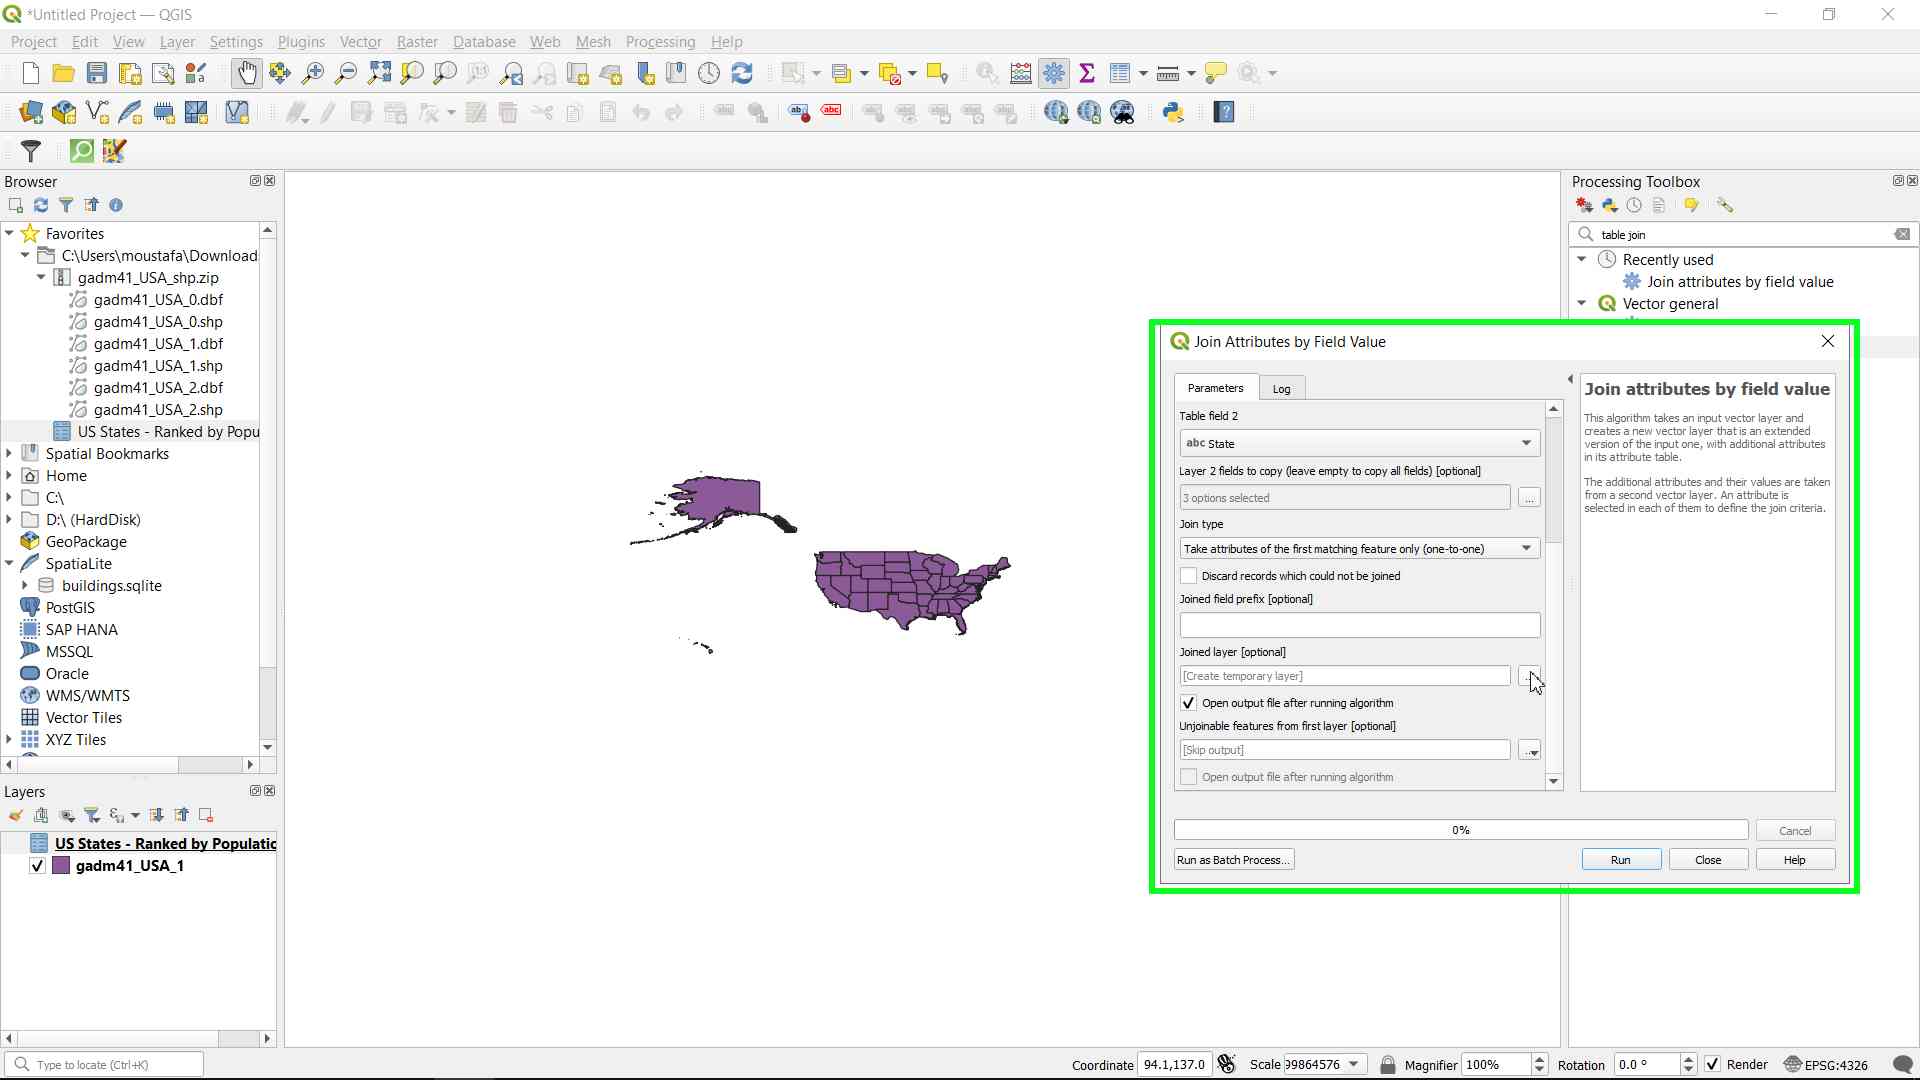 *Untitled Project — QGIS
Project Edit View Layer Settings Plugins Vector Raster Database Web Mesh Processing Help
Browser
Favorites
C:\Users\moustafa\Download
gadm41_USA_shp.zip
gadm41_USA_0.dbf
gadm41_USA_0.shp
gadm41_USA_1.dbf
gadm41_USA_1.shp
gadm41_USA_2.dbf
gadm41_USA_2.shp
US States - Ranked by Popu
Spatial Bookmarks
Home
C:\
D:\ (HardDisk)
GeoPackage
SpatiaLite
buildings.sqlite
PostGIS
SAP HANA
MSSQL
Oracle
WMS/WMTS
Vector Tiles
XYZ Tiles
Layers
US States - Ranked by Populatic
gadm41_USA_1
Processing Toolbox
table join
Recently used
Join attributes by field value
Vector general
Join Attributes by Field Value
Parameters Log
Table field 2
abc State
Layer 2 fields to copy (leave empty to copy all fields) [optional]
3 options selected
...
Join type
Take attributes of the first matching feature only (one-to-one)
Discard records which could not be joined
Joined field prefix [optional]
Joined layer [optional]
[Create temporary layer]
Open output file after running algorithm
Unjoinable features from first layer [optional]
[Skip output]
Open output file after running algorithm
Join attributes by field value
This algorithm takes an input vector layer and
creates a new vector layer that is an extended
version of the input one, with additional attributes
in its attribute table.
The additional attributes and their values are taken
from a second vector layer. An attribute is
selected in each of them to define the join criteria.
0%
Cancel
Run as Batch Process...
Run
Close
Help
Type to locate (Ctrl+K)
Coordinate 94.1,137.0 Scale 99864576 Magnifier 100% Rotation 0.0 ° Render EPSG:4326